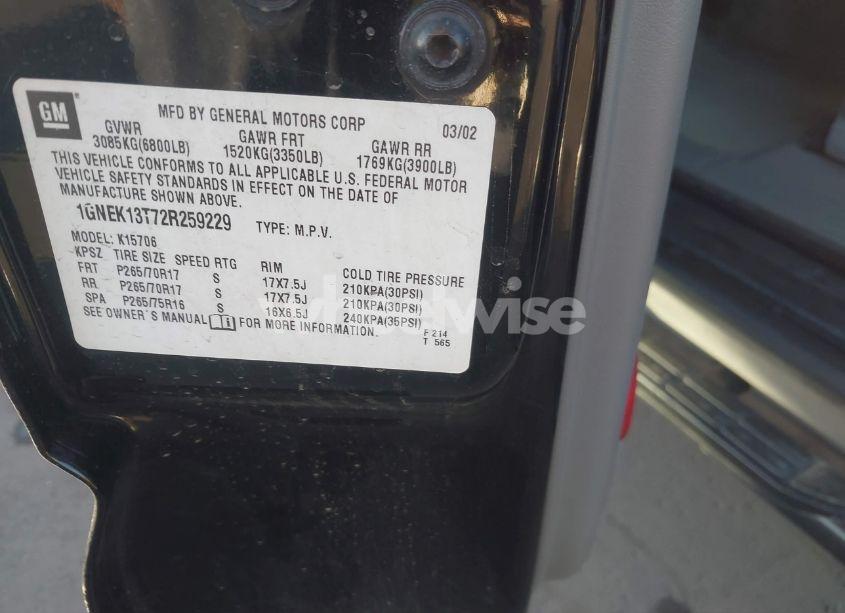 GM
MFD BY GENERAL MOTORS CORP 03/02
GVWR GAWR FRT GAWR RR
3085KG(6800LB) 1520KG(3350LB) 1769KG(3900LB)
THIS VEHICLE CONFORMS TO ALL APPLICABLE U.S. FEDERAL MOTOR
VEHICLE SAFETY STANDARDS IN EFFECT ON THE DATE OF
MANUFACTURE SHOWN ABOVE.
1GNEK13T72R259229 TYPE: M.P.V.
MODEL: K15706
KPSZ TIRE SIZE SPEED RTG RIM COLD TIRE PRESSURE
FRT P265/70R17 S 17X7.5J 210KPA(30PSI)
RR P265/70R17 S 17X7.5J 210KPA(30PSI)
SPA P265/75R16 S 16X6.5J 240KPA(35PSI)
SEE OWNER'S MANUAL FOR MORE INFORMATION.
F 214
T 565
wheelwise